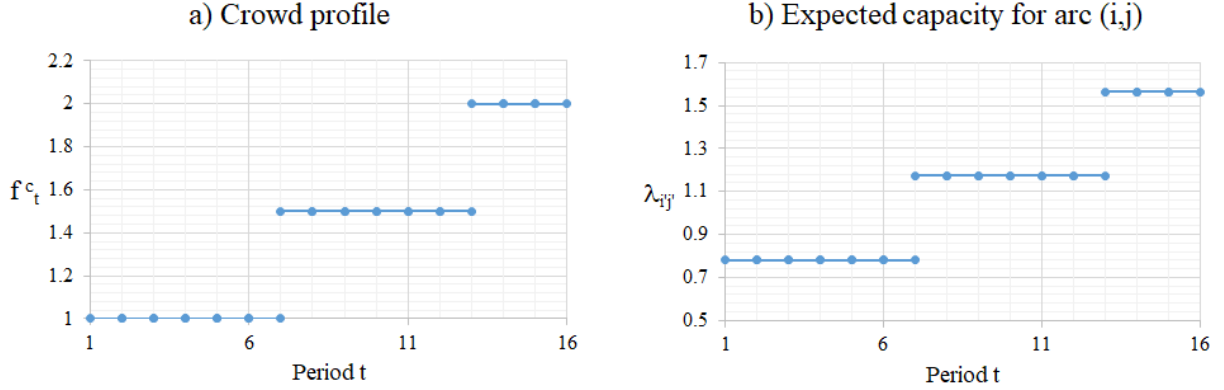 a) Crowd profile
2.2
2
1.8
1.6
1.4
1.2
1
f c t
1 6 11 16
Period t
b) Expected capacity for arc (i,j)
1.7
1.5
1.3
1.1
0.9
0.7
0.5
λi'j'
1 6 11 16
Period t